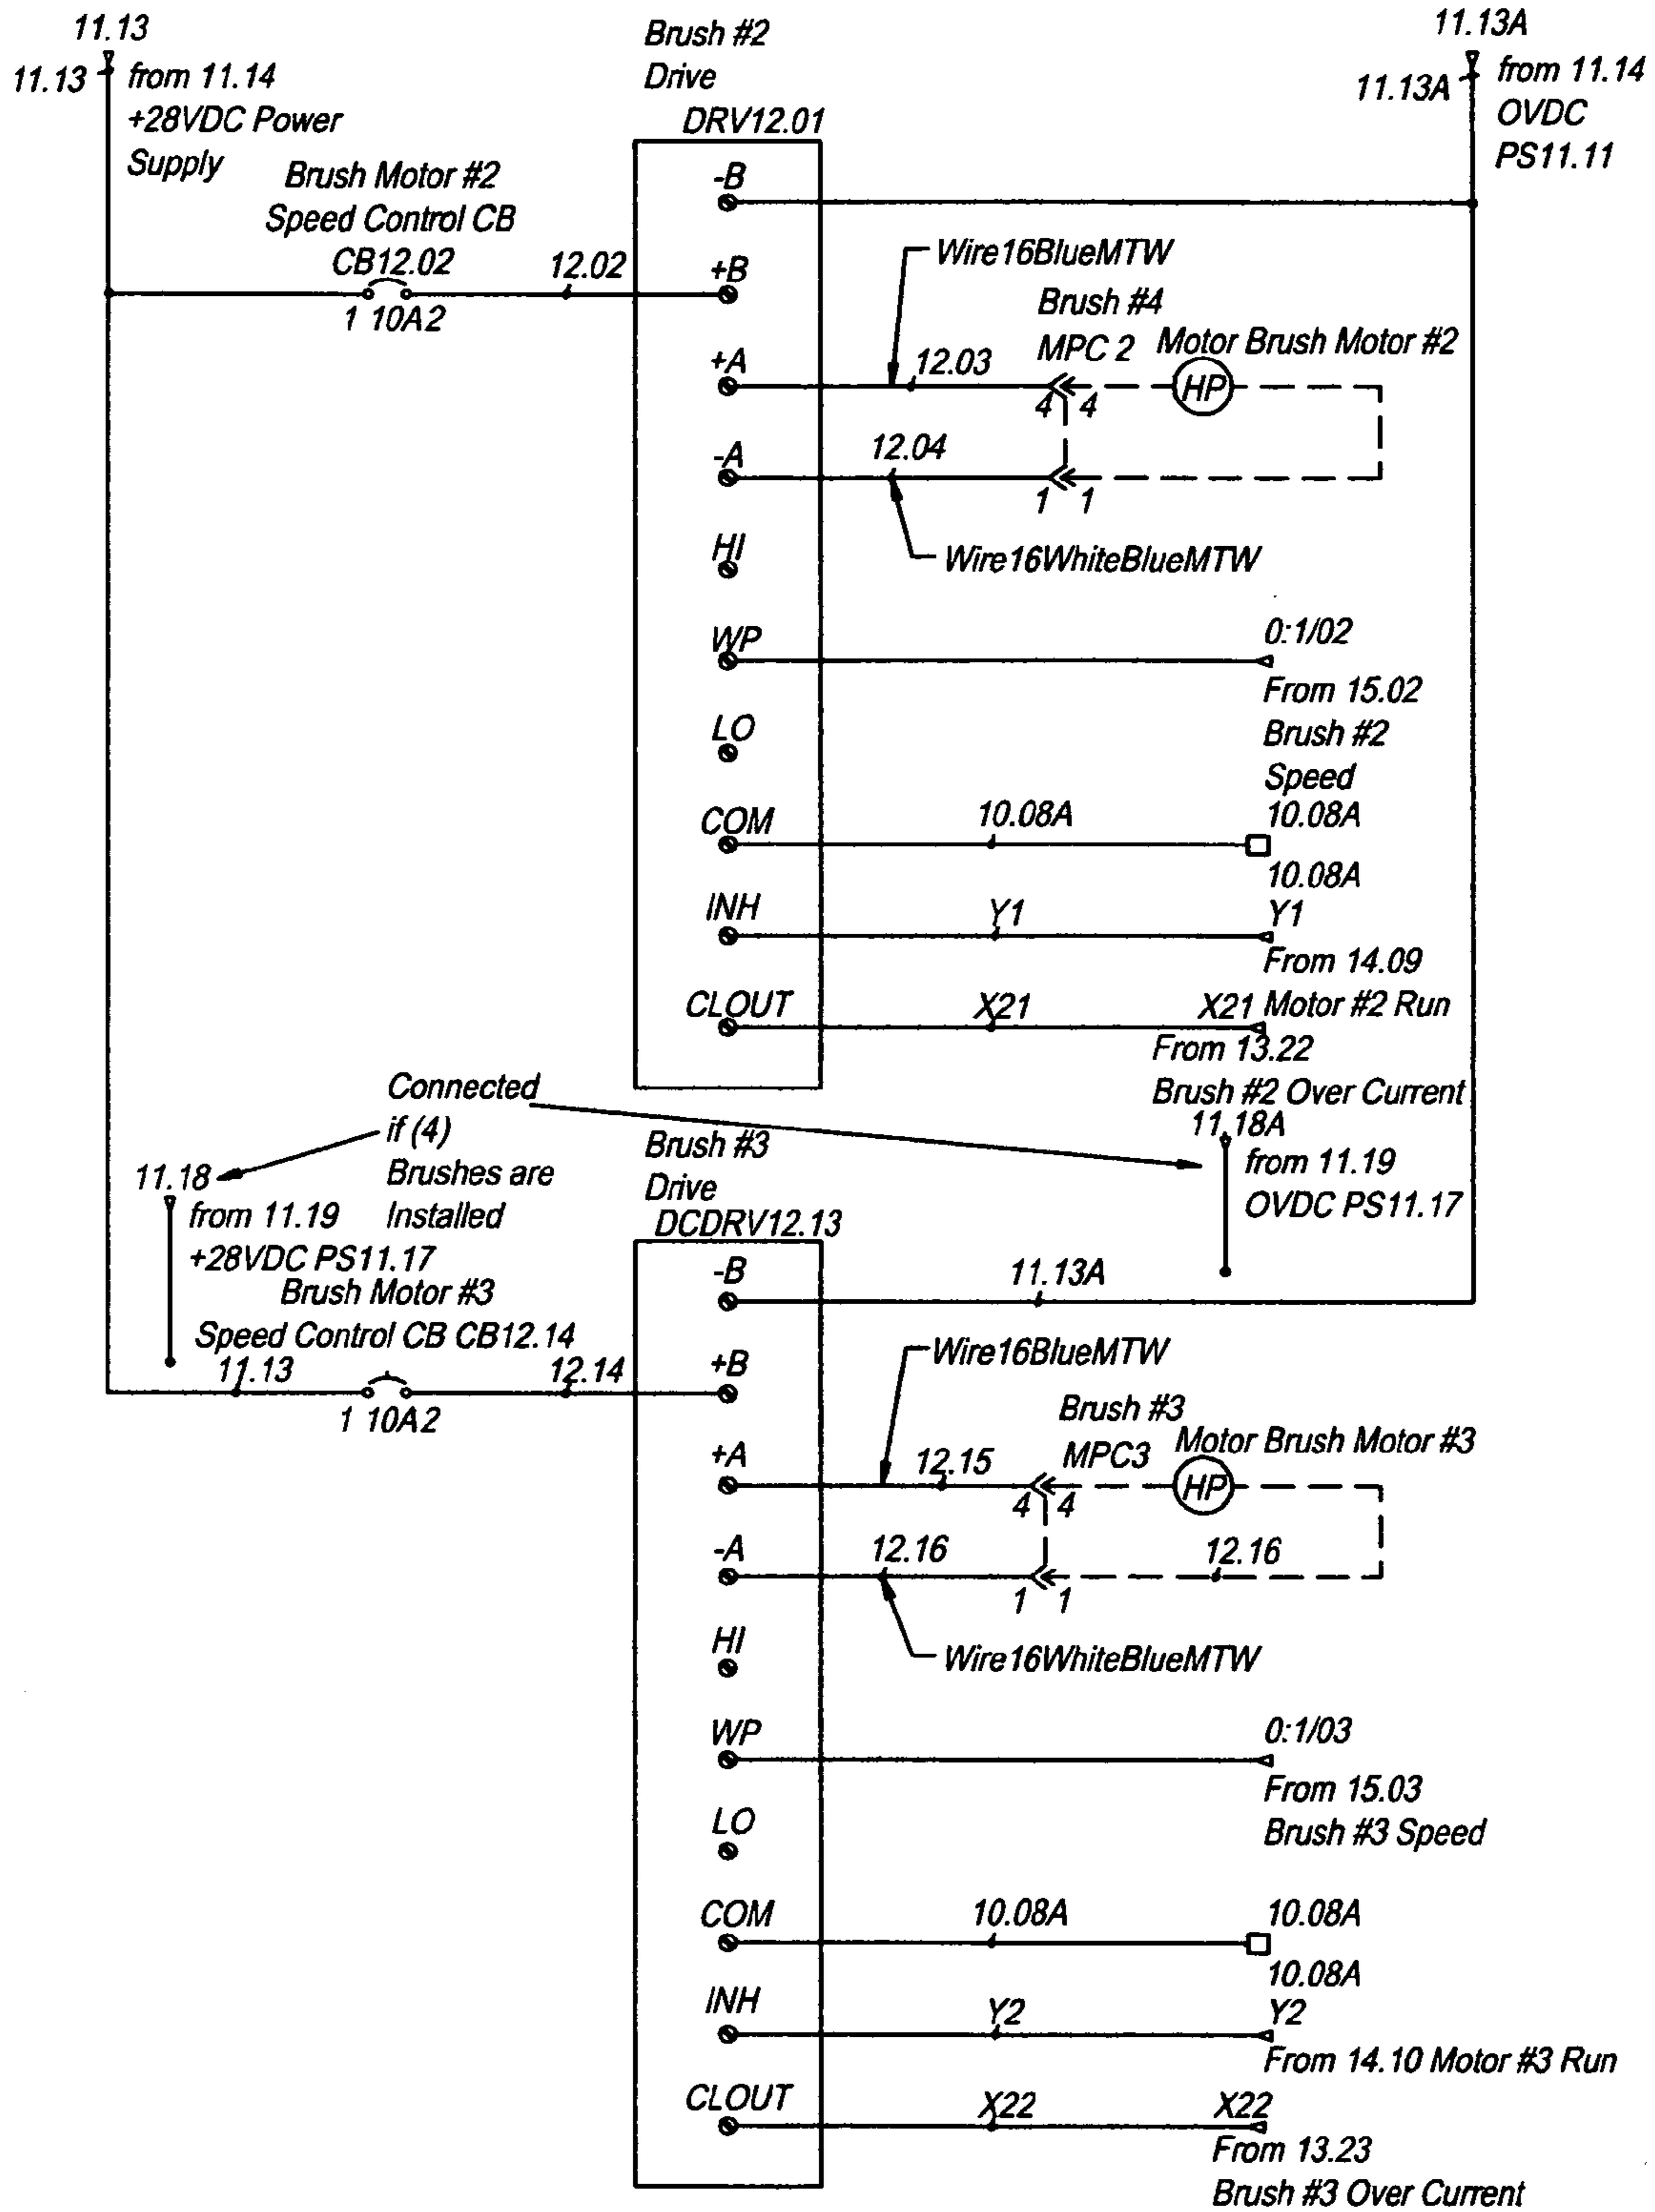 11.13
11.13
from 11.14
+28VDC Power
Supply
Brush #2
Drive
DRV12.01
11.13A
11.13A
from 11.14
OVDC
PS11.11
Brush Motor #2
Speed Control CB
CB12.02
1 10A2
12.02
-B
+B
+A
-A
HI
WP
LO
COM
INH
CLOUT
Wire16BlueMTW
Brush #4
MPC 2
Motor Brush Motor #2
12.03
4 4
HP
12.04
1 1
Wire16WhiteBlueMTW
0:1/02
From 15.02
Brush #2
Speed
10.08A
10.08A
10.08A
Y1
Y1
From 14.09
Motor #2 Run
X21
X21
From 13.22
Brush #2 Over Current
Connected
if (4)
Brushes are
Installed
11.18
from 11.19
+28VDC PS11.17
11.18A
from 11.19
OVDC PS11.17
Brush #3
Drive
DCDRV12.13
Brush Motor #3
Speed Control CB CB12.14
11.13
1 10A2
12.14
-B
+B
+A
-A
HI
WP
LO
COM
INH
CLOUT
11.13A
Wire16BlueMTW
Brush #3
MPC3
Motor Brush Motor #3
12.15
4 4
HP
12.16
1 1
12.16
Wire16WhiteBlueMTW
0:1/03
From 15.03
Brush #3 Speed
10.08A
10.08A
10.08A
Y2
Y2
From 14.10 Motor #3 Run
X22
X22
From 13.23
Brush #3 Over Current